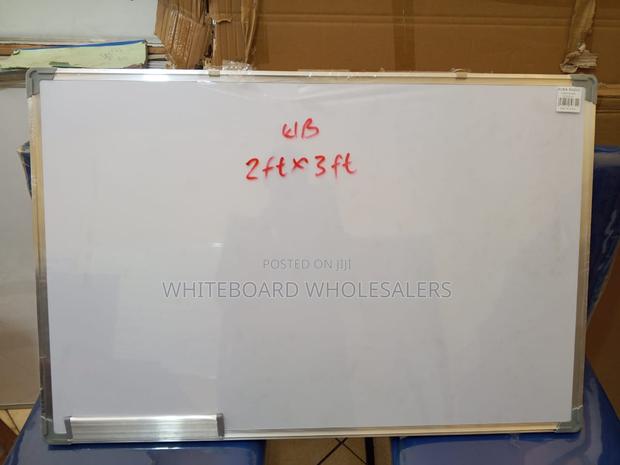 WB
2ft x 3ft
POSTED ON JIJI
WHITEBOARD WHOLESALERS